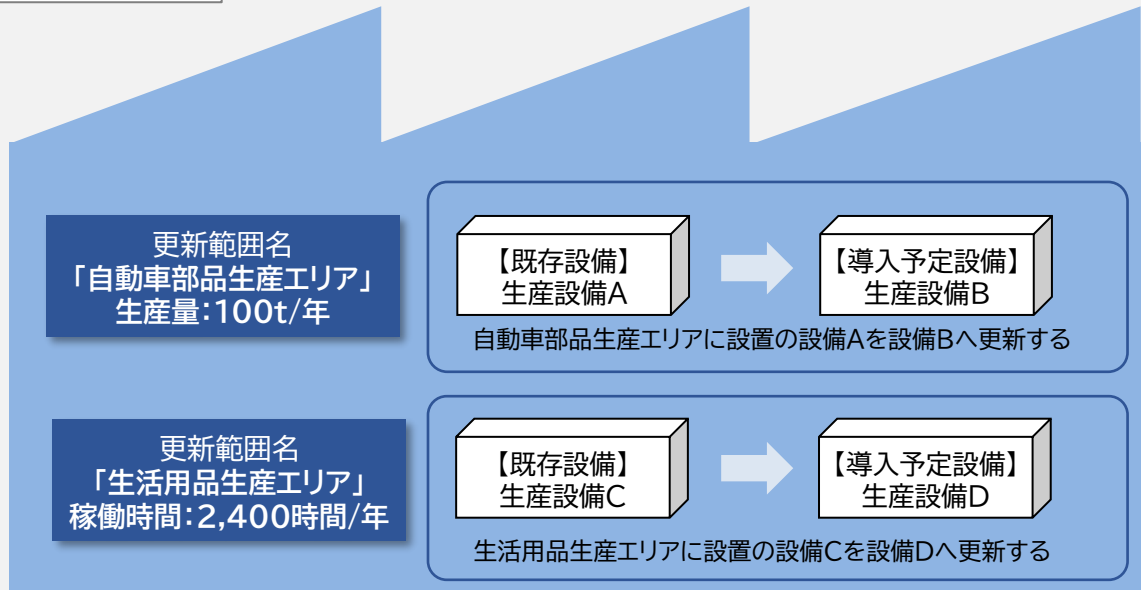 更新範囲名
「自動車部品生産エリア」
生産量：100t/年
【既存設備】
生産設備A
【導入予定設備】
生産設備B
自動車部品生産エリアに設置の設備Aを設備Bへ更新する
更新範囲名
「生活用品生産エリア」
稼働時間：2,400時間/年
【既存設備】
生産設備C
【導入予定設備】
生産設備D
生活用品生産エリアに設置の設備Cを設備Dへ更新する